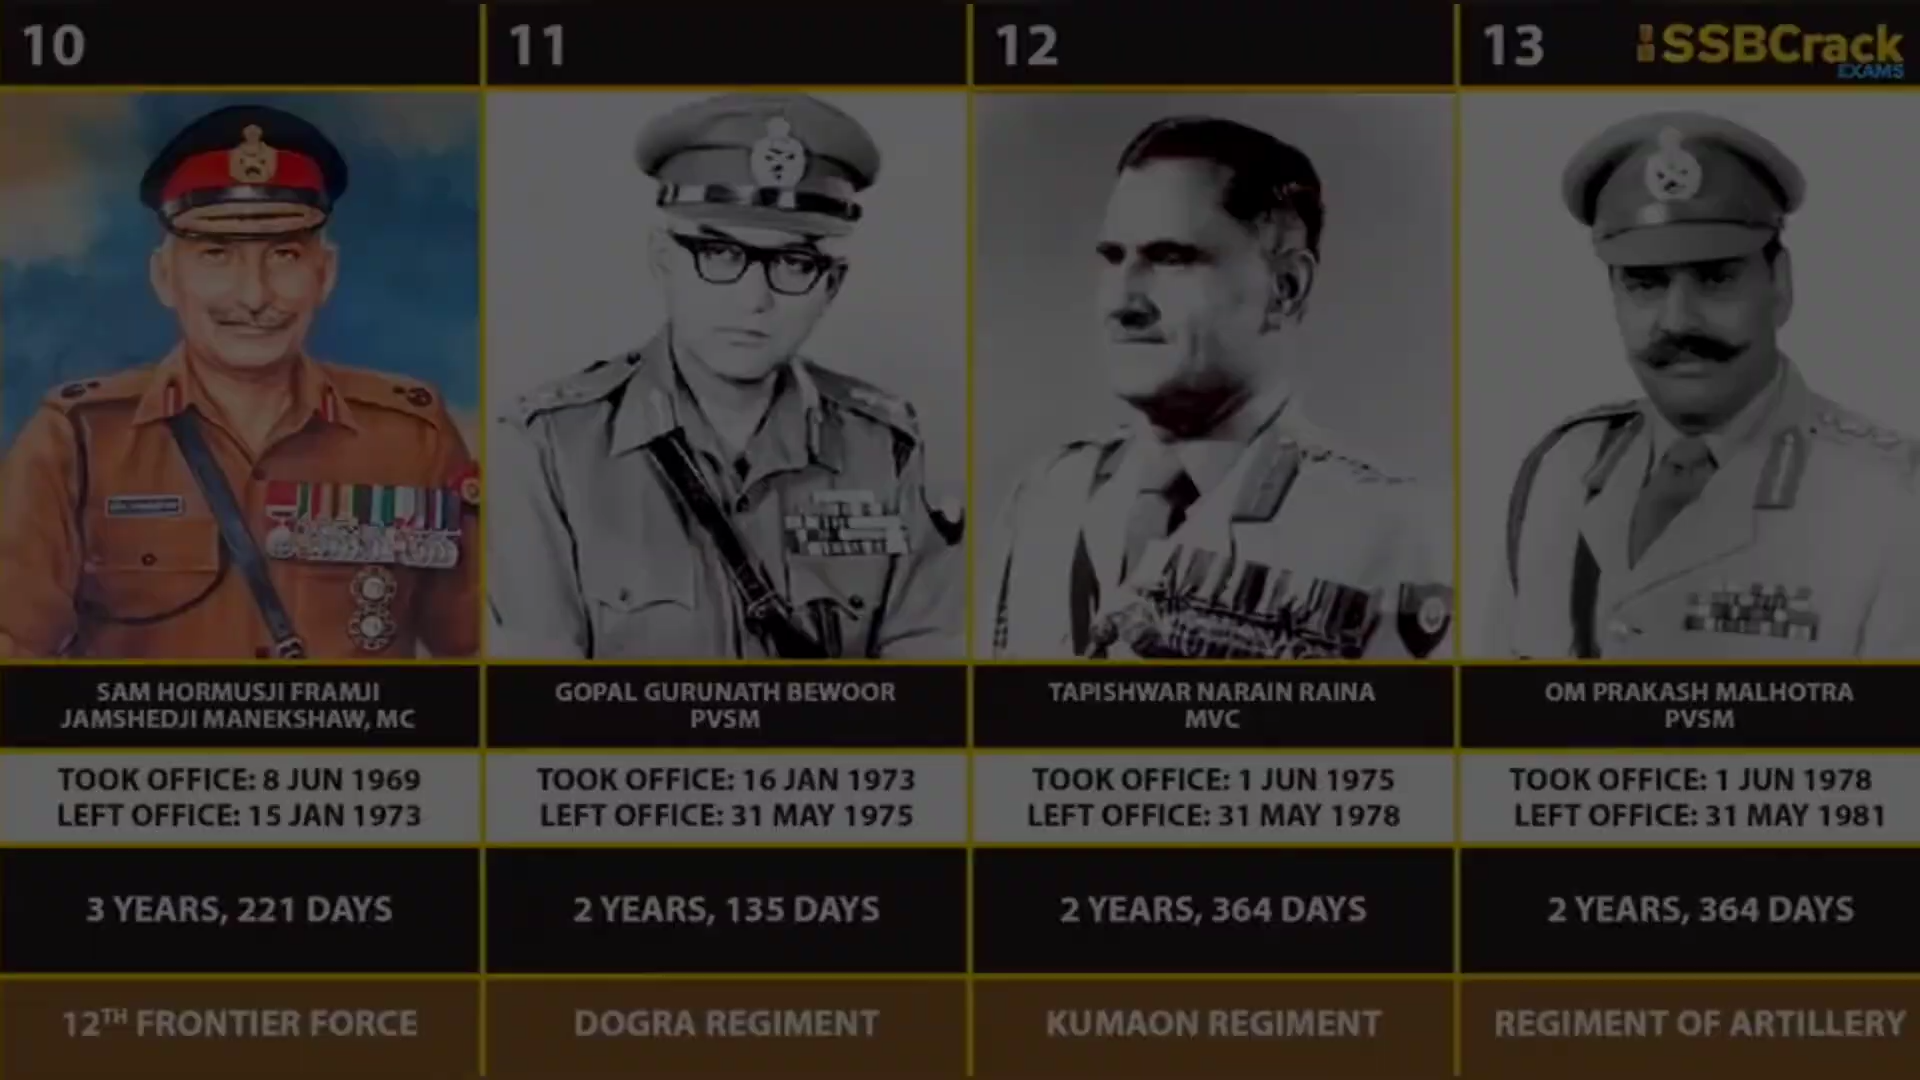 10
11
12
13
SSBCrack
EXAMS
SAM HORMUSJI FRAMJI
JAMSHEDJI MANEKSHAW, MC
GOPAL GURUNATH BEWOOR
PVSM
TAPISHWAR NARAIN RAINA
MVC
OM PRAKASH MALHOTRA
PVSM
TOOK OFFICE: 8 JUN 1969
LEFT OFFICE: 15 JAN 1973
TOOK OFFICE: 16 JAN 1973
LEFT OFFICE: 31 MAY 1975
TOOK OFFICE: 1 JUN 1975
LEFT OFFICE: 31 MAY 1978
TOOK OFFICE: 1 JUN 1978
LEFT OFFICE: 31 MAY 1981
3 YEARS, 221 DAYS
2 YEARS, 135 DAYS
2 YEARS, 364 DAYS
2 YEARS, 364 DAYS
12TH FRONTIER FORCE
DOGRA REGIMENT
KUMAON REGIMENT
REGIMENT OF ARTILLERY